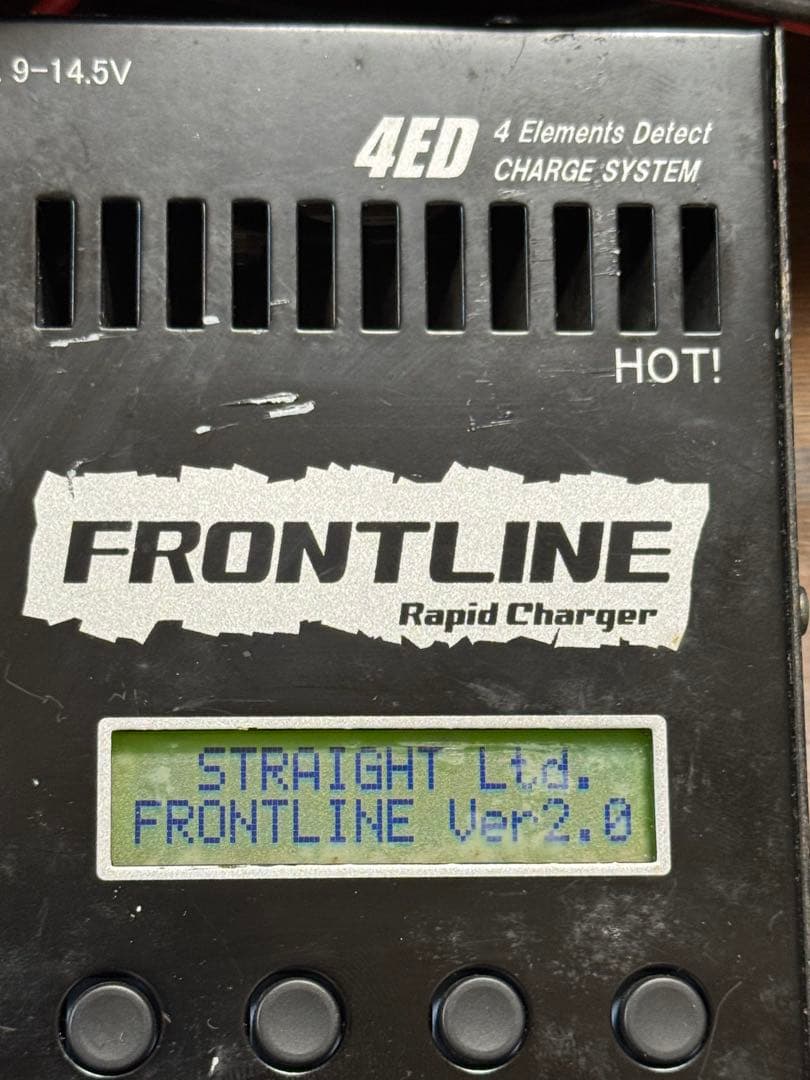 . 9-14.5V
4ED
4 Elements Detect
CHARGE SYSTEM
HOT!
FRONTLINE
Rapid Charger
STRAIGHT Ltd.
FRONTLINE Ver2.0